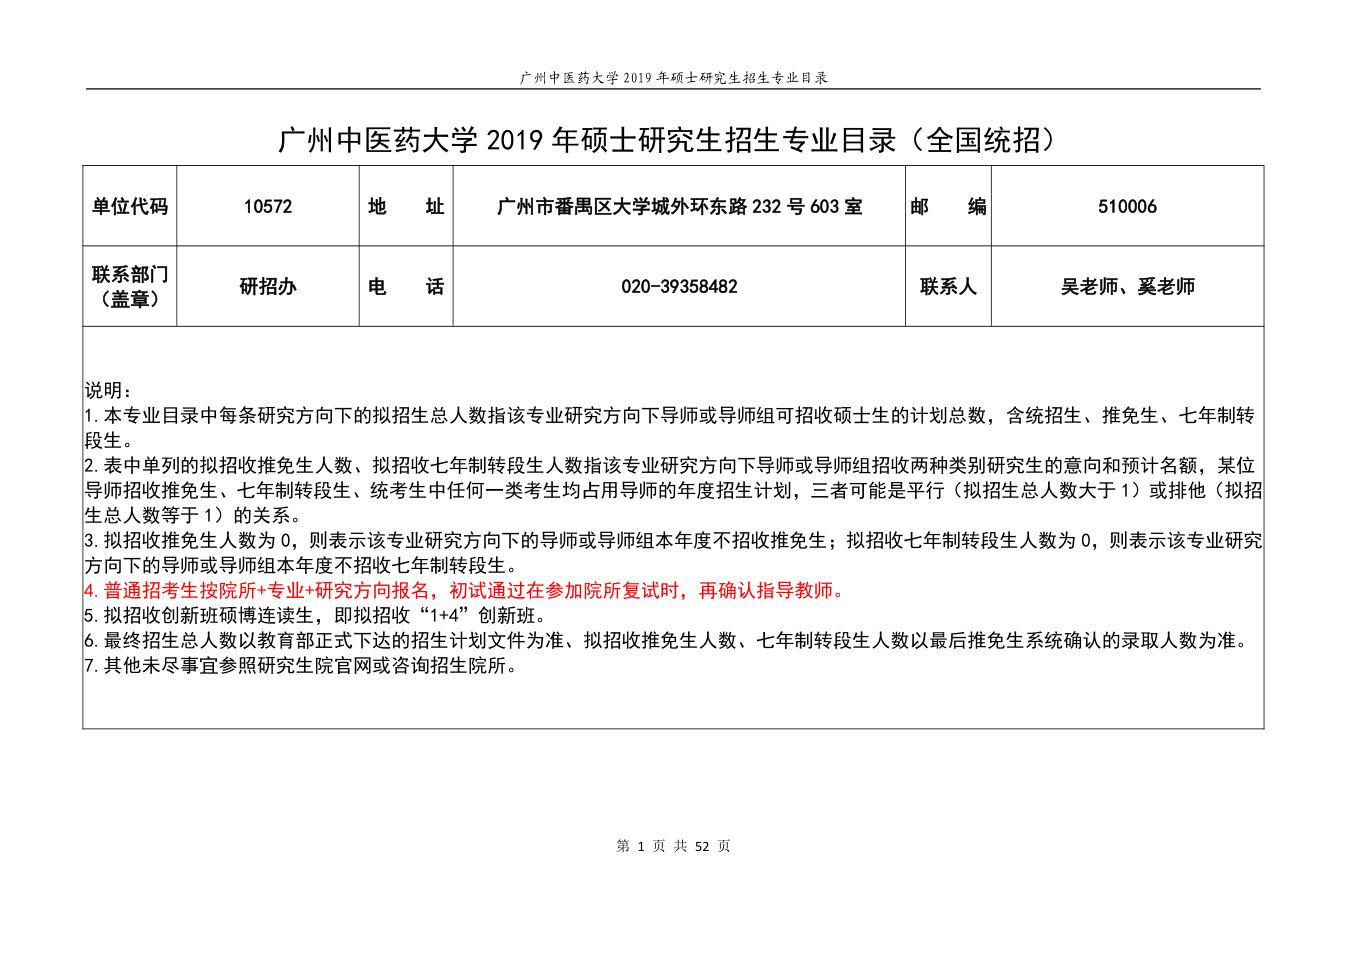 广州中医药大学 2019 年硕士研究生招生专业目录
广州中医药大学 2019 年硕士研究生招生专业目录（全国统招）
单位代码 10572 地 址 广州市番禺区大学城外环东路 232 号 603 室 邮 编 510006
联系部门
（盖章） 研招办 电 话 020-39358482 联系人 吴老师、奚老师
说明：
1.本专业目录中每条研究方向下的拟招生总人数指该专业研究方向下导师或导师组可招收硕士生的计划总数，含统招生、推免生、七年制转
段生。
2.表中单列的拟招收推免生人数、拟招收七年制转段生人数指该专业研究方向下导师或导师组招收两种类别研究生的意向和预计名额，某位
导师招收推免生、七年制转段生、统考生中任何一类考生均占用导师的年度招生计划，三者可能是平行（拟招生总人数大于 1）或排他（拟招
生总人数等于 1）的关系。
3.拟招收推免生人数为 0，则表示该专业研究方向下的导师或导师组本年度不招收推免生；拟招收七年制转段生人数为 0，则表示该专业研究
方向下的导师或导师组本年度不招收七年制转段生。
4.普通招考生按院所+专业+研究方向报名，初试通过在参加院所复试时，再确认指导教师。
5.拟招收创新班硕博连读生，即拟招收“1+4”创新班。
6.最终招生总人数以教育部正式下达的招生计划文件为准、拟招收推免生人数、七年制转段生人数以最后推免生系统确认的录取人数为准。
7.其他未尽事宜参照研究生院官网或咨询招生院所。
第 1 页 共 52 页